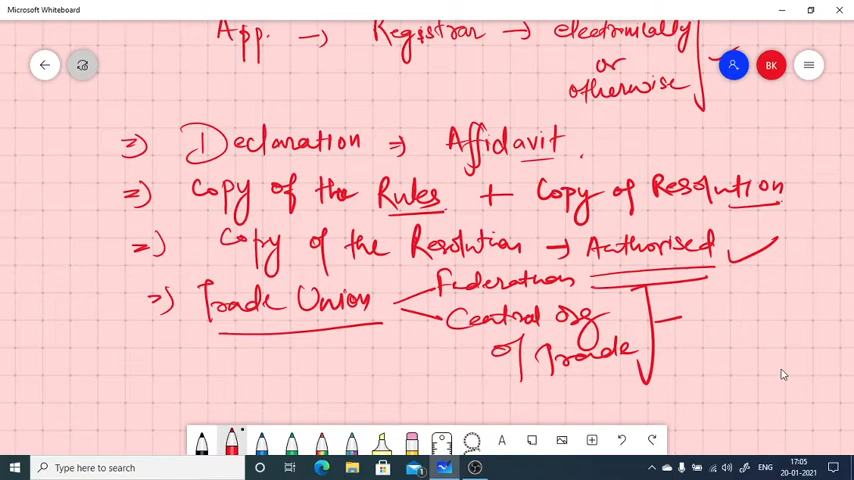 Microsoft Whiteboard
App. → Registrar → electronically
or
otherwise
BK
⇒ Declaration ⇒ Affidavit.
⇒ Copy of the Rules + Copy of Resolution
⇒ Copy of the Resolution → Authorised ✓
⇒ Trade Union
Federation
Central org
of Trade
A
Type here to search
1
ENG
17:05
20-01-2021